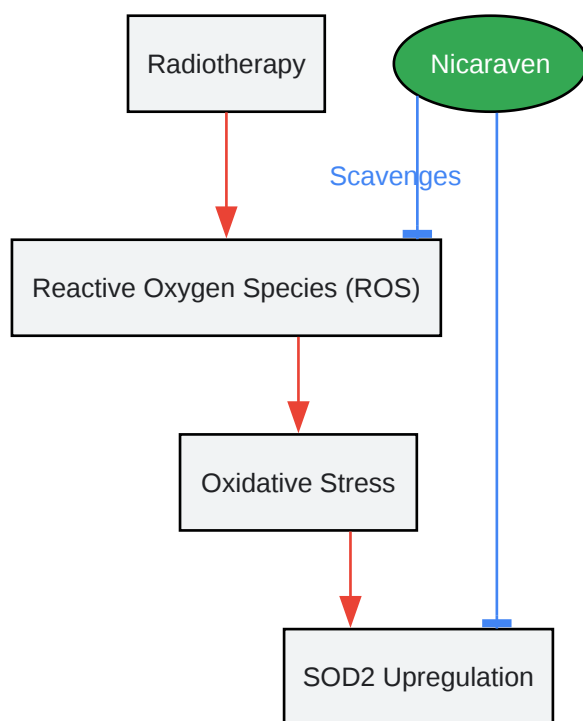 Radiotherapy
Nicaraven
Scavenges
Reactive Oxygen Species (ROS)
Oxidative Stress
SOD2 Upregulation